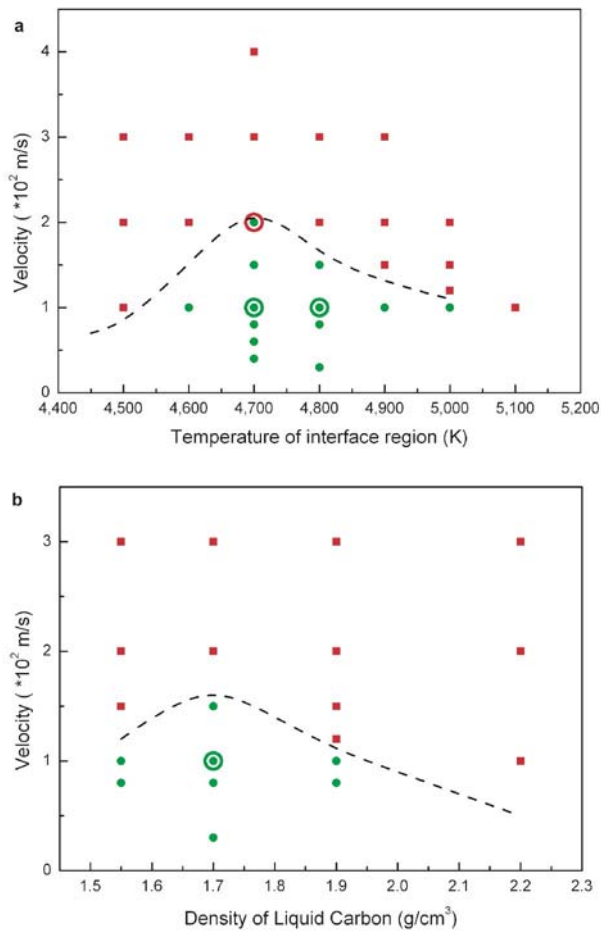 a
4
3
2
1
0
Velocity ( *10² m/s)
4,400 4,500 4,600 4,700 4,800 4,900 5,000 5,100 5,200
Temperature of interface region (K)
b
3
2
1
0
Velocity ( *10² m/s)
1.5 1.6 1.7 1.8 1.9 2.0 2.1 2.2 2.3
Density of Liquid Carbon (g/cm³)